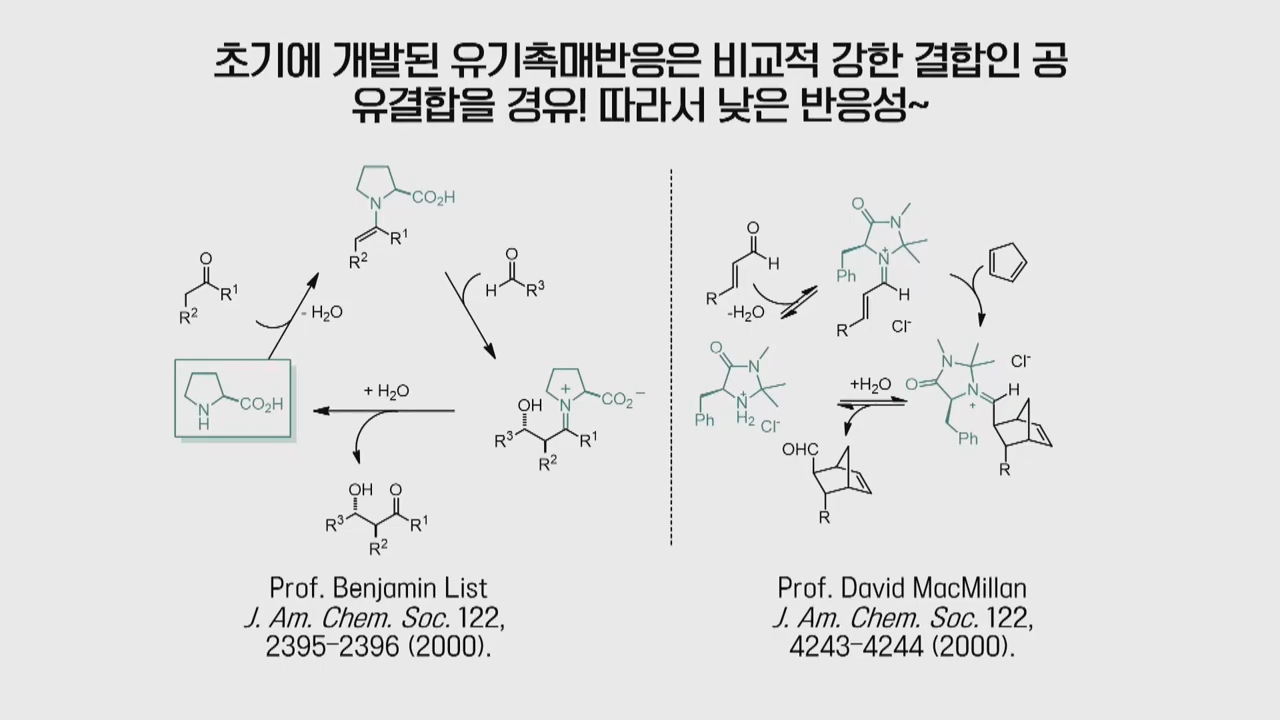 초기에 개발된 유기촉매반응은 비교적 강한 결합인 공
유결합을 경유! 따라서 낮은 반응성~
N
CO₂H
R¹
R²
O
R¹
R²
- H₂O
O
H
R³
N
H
CO₂H
+ H₂O
OH
N
+
CO₂⁻
R³
R¹
R²
OH
O
R³
R¹
R²
Prof. Benjamin List
J. Am. Chem. Soc. 122,
2395–2396 (2000).
O
H
R
-H₂O
O
N
N
+
Ph
H
R
Cl⁻
O
N
N
+
H₂
Ph
Cl⁻
+H₂O
N
O
N
+
H
Ph
R
Cl⁻
OHC
R
Prof. David MacMillan
J. Am. Chem. Soc. 122,
4243–4244 (2000).